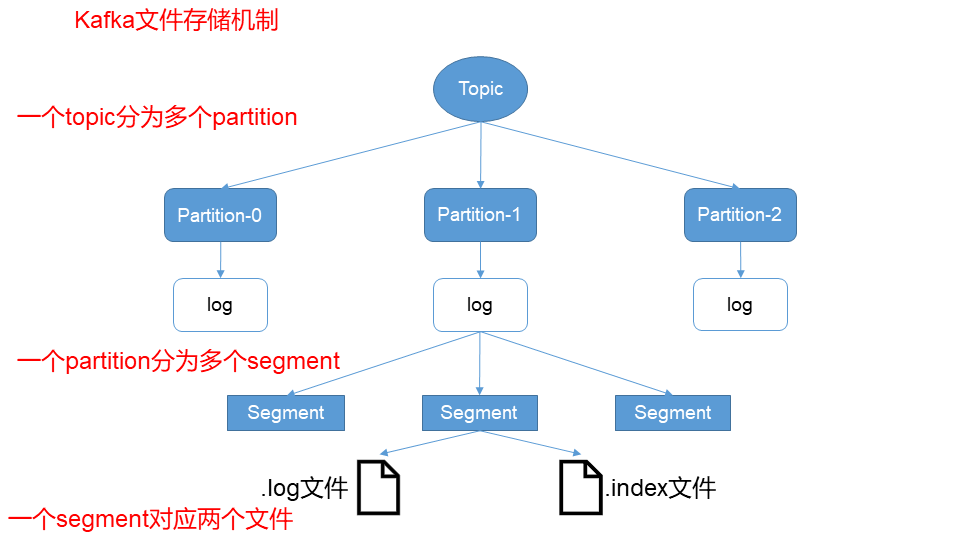 Kafka文件存储机制
Topic
一个topic分为多个partition
Partition-0
Partition-1
Partition-2
log
log
log
一个partition分为多个segment
Segment
Segment
Segment
.log文件
.index文件
一个segment对应两个文件